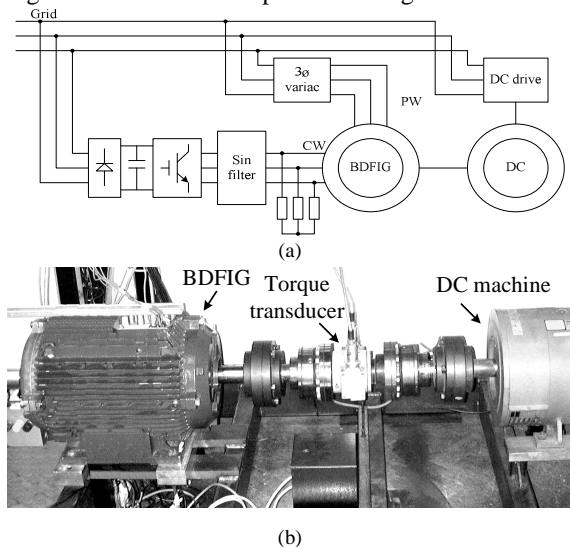 Grid
3ø
variac
DC drive
PW
CW
Sin
filter
BDFIG
DC
(a)
BDFIG
Torque
transducer
DC machine
(b)